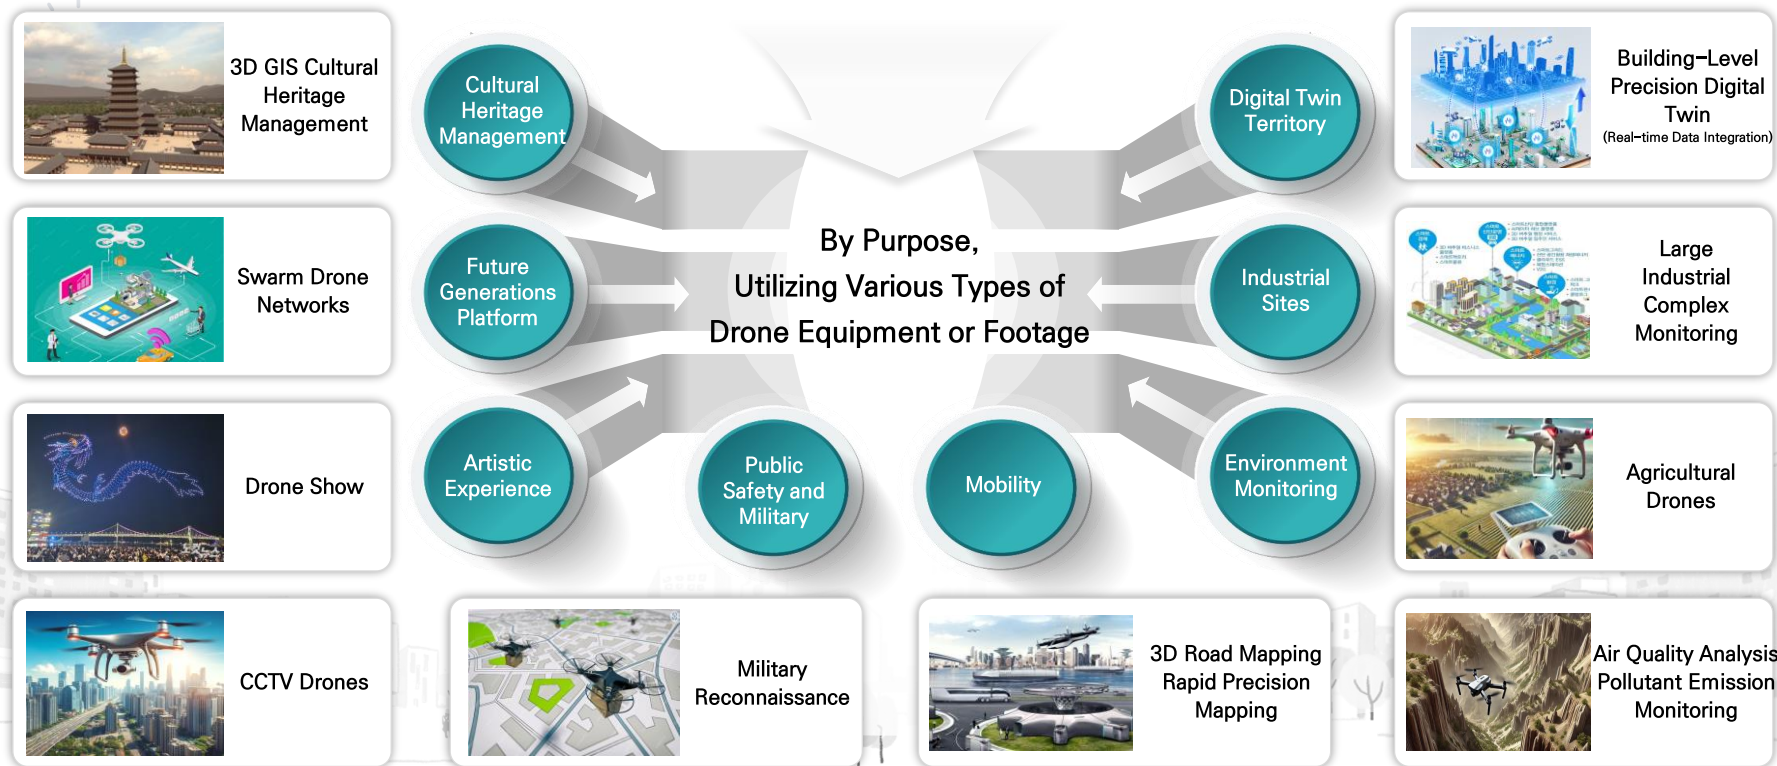 3D GIS Cultural
Heritage
Management
Cultural
Heritage
Management
Digital Twin
Territory
Building-Level
Precision Digital
Twin
(Real-time Data Integration)
Swarm Drone
Networks
Future
Generations
Platform
By Purpose,
Utilizing Various Types of
Drone Equipment or Footage
Industrial
Sites
Large
Industrial
Complex
Monitoring
Drone Show
Artistic
Experience
Public
Safety and
Military
Mobility
Environment
Monitoring
Agricultural
Drones
CCTV Drones
Military
Reconnaissance
3D Road Mapping
Rapid Precision
Mapping
Air Quality Analysis
Pollutant Emission
Monitoring